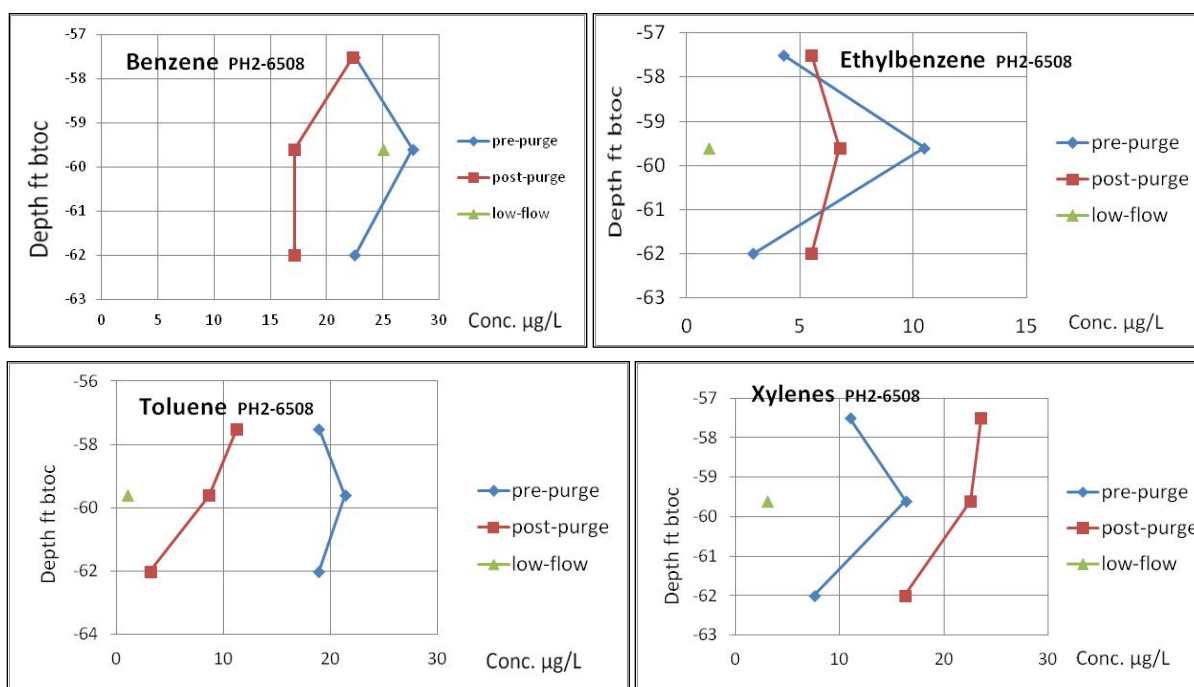 Benzene PH2-6508
Depth ft btoc
-57
-58
-59
-60
-61
-62
-63
0 5 10 15 20 25 30
Conc. µg/L
pre-purge
post-purge
low-flow
Ethylbenzene PH2-6508
Depth ft btoc
-57
-58
-59
-60
-61
-62
-63
0 5 10 15
Conc. µg/L
pre-purge
post-purge
low-flow
Toluene PH2-6508
Depth ft btoc
-56
-58
-60
-62
-64
0 10 20 30
Conc. µg/L
pre-purge
post-purge
low-flow
Xylenes PH2-6508
Depth ft btoc
-57
-58
-59
-60
-61
-62
-63
0 10 20 30
Conc. µg/L
pre-purge
post-purge
low-flow